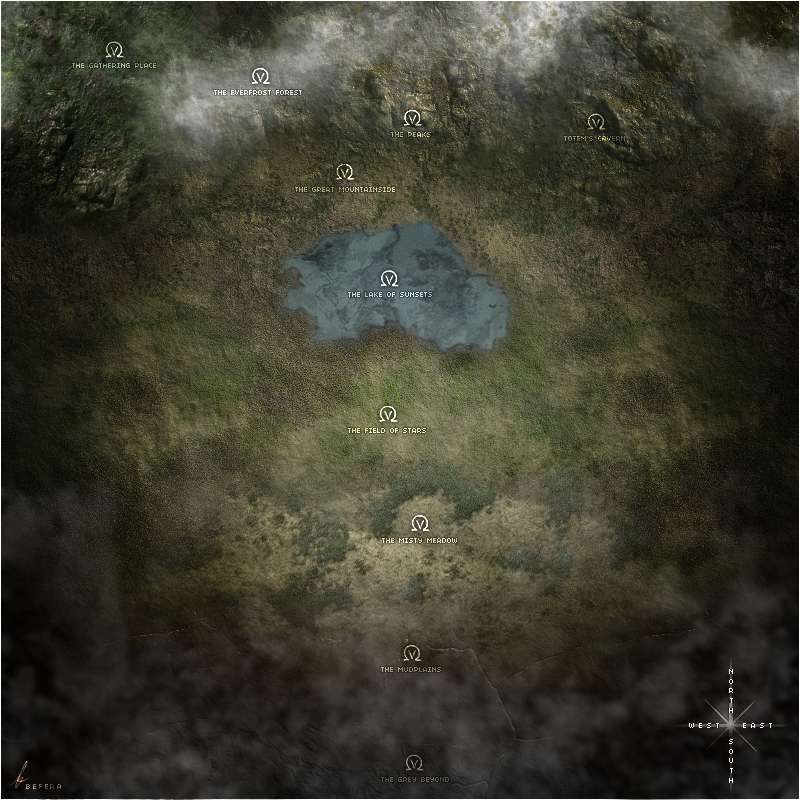 THE GATHERING PLACE
THE EVERFROST FOREST
THE PEAKS
TOTEM'S CAVERN
THE GREAT MOUNTAINSIDE
THE LAKE OF SUNSETS
THE FIELD OF STARS
THE MISTY MEADOW
THE MUDPLAINS
THE GREY BEYOND
NORTH
WEST EAST
SOUTH
BEFERA